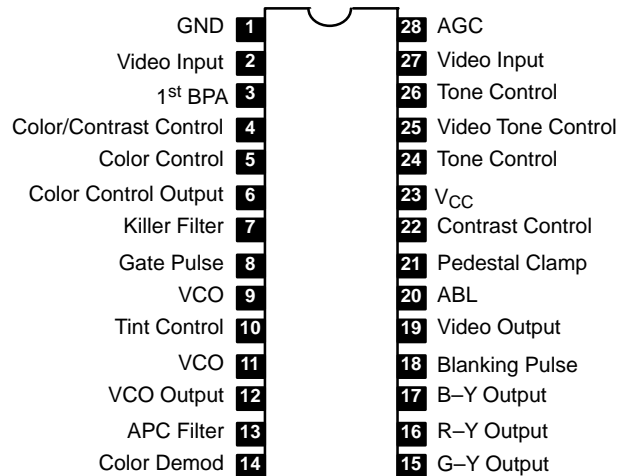 GND 1 28 AGC
Video Input 2 27 Video Input
1st BPA 3 26 Tone Control
Color/Contrast Control 4 25 Video Tone Control
Color Control 5 24 Tone Control
Color Control Output 6 23 VCC
Killer Filter 7 22 Contrast Control
Gate Pulse 8 21 Pedestal Clamp
VCO 9 20 ABL
Tint Control 10 19 Video Output
VCO 11 18 Blanking Pulse
VCO Output 12 17 B–Y Output
APC Filter 13 16 R–Y Output
Color Demod 14 15 G–Y Output